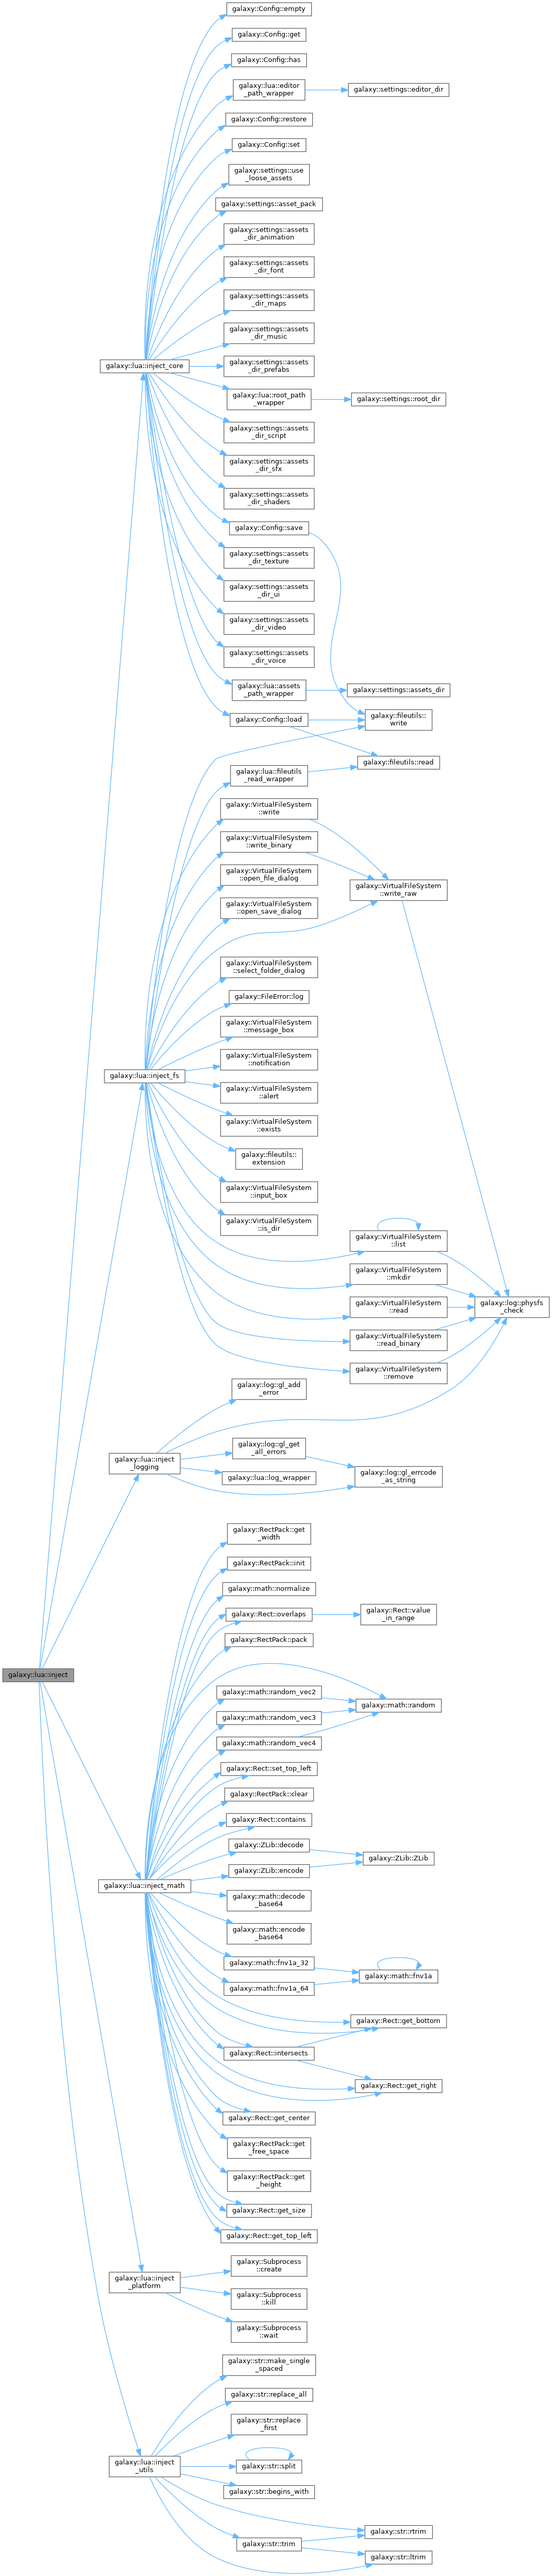 galaxy::Config::empty
galaxy::Config::get
galaxy::Config::has
galaxy::lua::editor
_path_wrapper
galaxy::settings::editor_dir
galaxy::Config::restore
galaxy::Config::set
galaxy::settings::use
_loose_assets
galaxy::settings::asset_pack
galaxy::settings::assets
_dir_animation
galaxy::settings::assets
_dir_font
galaxy::settings::assets
_dir_maps
galaxy::settings::assets
_dir_music
galaxy::lua::inject_core
galaxy::settings::assets
_dir_prefabs
galaxy::lua::root_path
_wrapper
galaxy::settings::root_dir
galaxy::settings::assets
_dir_script
galaxy::settings::assets
_dir_sfx
galaxy::settings::assets
_dir_shaders
galaxy::Config::save
galaxy::settings::assets
_dir_texture
galaxy::settings::assets
_dir_ui
galaxy::settings::assets
_dir_video
galaxy::settings::assets
_dir_voice
galaxy::lua::assets
_path_wrapper
galaxy::settings::assets_dir
galaxy::Config::load
galaxy::fileutils::
write
galaxy::fileutils::read
galaxy::lua::fileutils
_read_wrapper
galaxy::VirtualFileSystem
::write
galaxy::VirtualFileSystem
::write_binary
galaxy::VirtualFileSystem
::open_file_dialog
galaxy::VirtualFileSystem
::write_raw
galaxy::VirtualFileSystem
::open_save_dialog
galaxy::VirtualFileSystem
::select_folder_dialog
galaxy::FileError::log
galaxy::VirtualFileSystem
::message_box
galaxy::VirtualFileSystem
::notification
galaxy::lua::inject_fs
galaxy::VirtualFileSystem
::alert
galaxy::VirtualFileSystem
::exists
galaxy::fileutils::
extension
galaxy::VirtualFileSystem
::input_box
galaxy::VirtualFileSystem
::is_dir
galaxy::VirtualFileSystem
::list
galaxy::VirtualFileSystem
::mkdir
galaxy::VirtualFileSystem
::read
galaxy::log::physfs
_check
galaxy::VirtualFileSystem
::read_binary
galaxy::VirtualFileSystem
::remove
galaxy::log::gl_add
_error
galaxy::log::gl_get
_all_errors
galaxy::lua::inject
_logging
galaxy::lua::log_wrapper
galaxy::log::gl_errcode
_as_string
galaxy::RectPack::get
_width
galaxy::RectPack::init
galaxy::math::normalize
galaxy::Rect::overlaps
galaxy::Rect::value
_in_range
galaxy::RectPack::pack
galaxy::lua::inject
galaxy::math::random_vec2
galaxy::math::random
galaxy::math::random_vec3
galaxy::math::random_vec4
galaxy::Rect::set_top_left
galaxy::RectPack::clear
galaxy::Rect::contains
galaxy::ZLib::decode
galaxy::ZLib::ZLib
galaxy::ZLib::encode
galaxy::lua::inject_math
galaxy::math::decode
_base64
galaxy::math::encode
_base64
galaxy::math::fnv1a_32
galaxy::math::fnv1a
galaxy::math::fnv1a_64
galaxy::Rect::get_bottom
galaxy::Rect::intersects
galaxy::Rect::get_right
galaxy::Rect::get_center
galaxy::RectPack::get
_free_space
galaxy::RectPack::get
_height
galaxy::Rect::get_size
galaxy::Rect::get_top_left
galaxy::Subprocess
::create
galaxy::lua::inject
_platform
galaxy::Subprocess
::kill
galaxy::Subprocess
::wait
galaxy::str::make_single
_spaced
galaxy::str::replace_all
galaxy::str::replace
_first
galaxy::lua::inject
_utils
galaxy::str::split
galaxy::str::begins_with
galaxy::str::trim
galaxy::str::rtrim
galaxy::str::ltrim